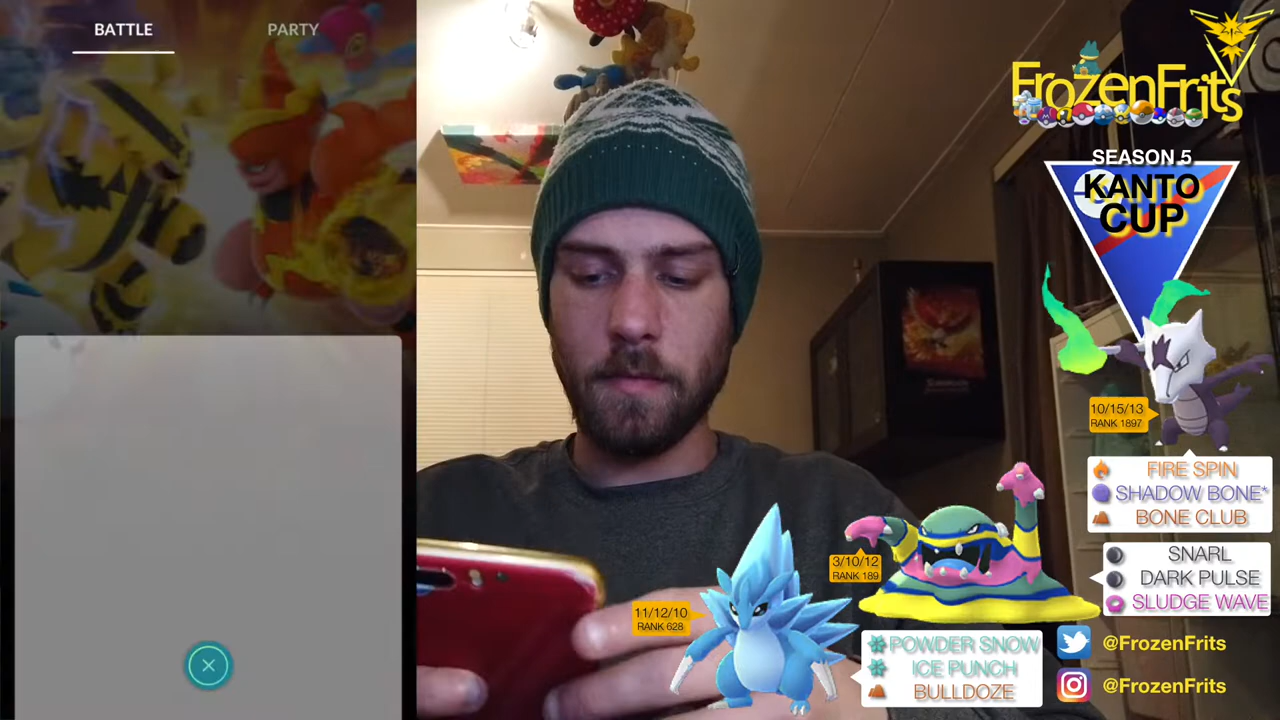 BATTLE
PARTY
FROZENFRITS
SEASON 5
KANTO
CUP
10/15/13
RANK 1897
FIRE SPIN
SHADOW BONE*
BONE CLUB
3/10/12
RANK 189
SNARL
DARK PULSE
SLUDGE WAVE
11/12/10
RANK 628
POWDER SNOW
ICE PUNCH
BULLDOZE
@FrozenFrits
@FrozenFrits